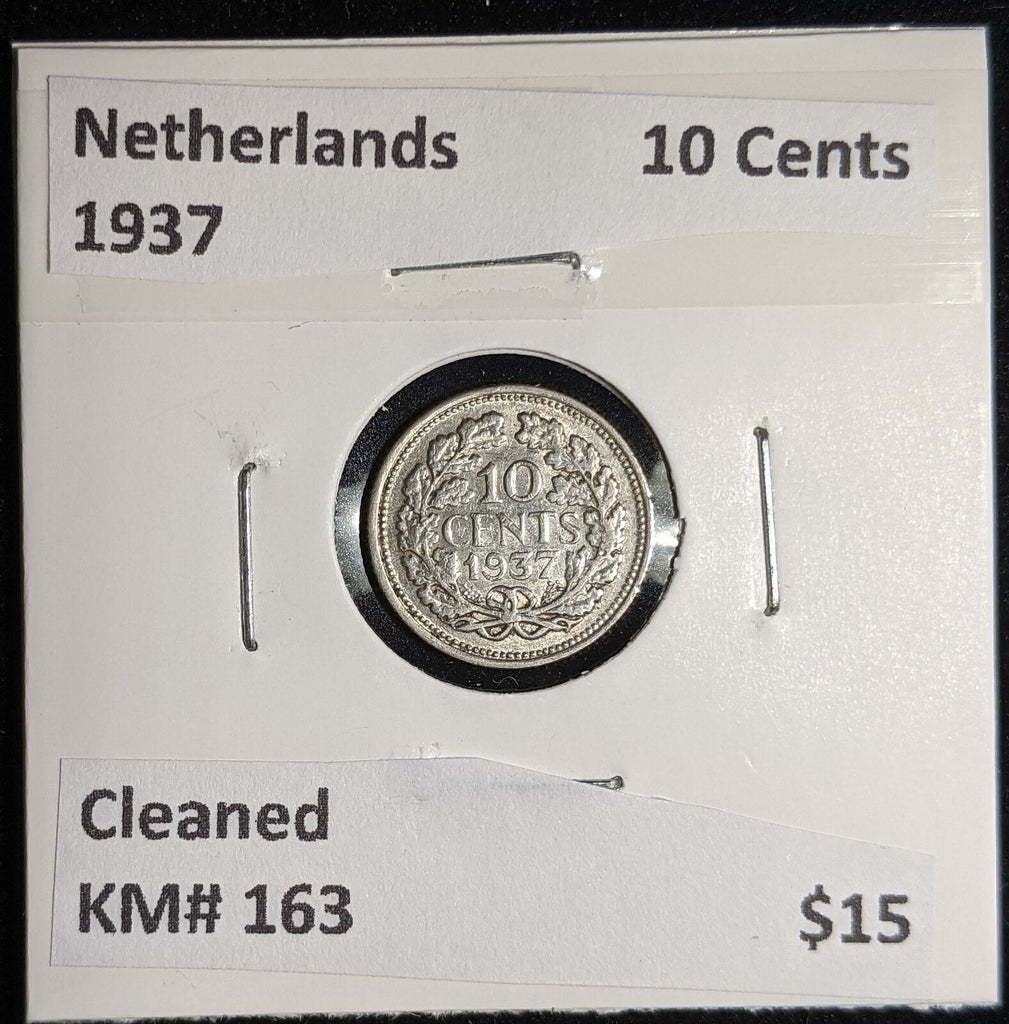 Netherlands 10 Cents
1937
10
CENTS
1937
Cleaned
KM# 163 $15